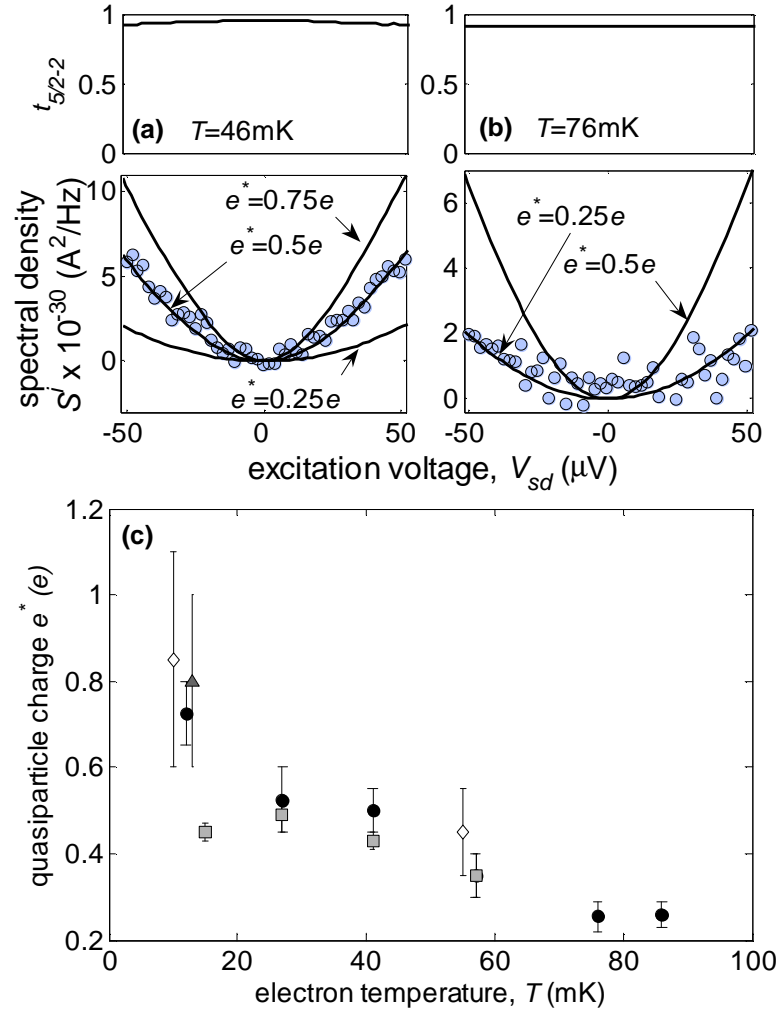 1
0.5
0
t5/2-2
(a) T=46mK
1
0.5
0
(b) T=76mK
10
5
0
spectral density
S^i x 10^-30 (A^2/Hz)
e*=0.75e
e*=0.5e
e*=0.25e
-50 0 50
6
4
2
0
e*=0.25e
e*=0.5e
-50 -0 50
excitation voltage, Vsd (μV)
(c)
1.2
1
0.8
0.6
0.4
0.2
quasiparticle charge e* (e)
0 20 40 60 80 100
electron temperature, T (mK)